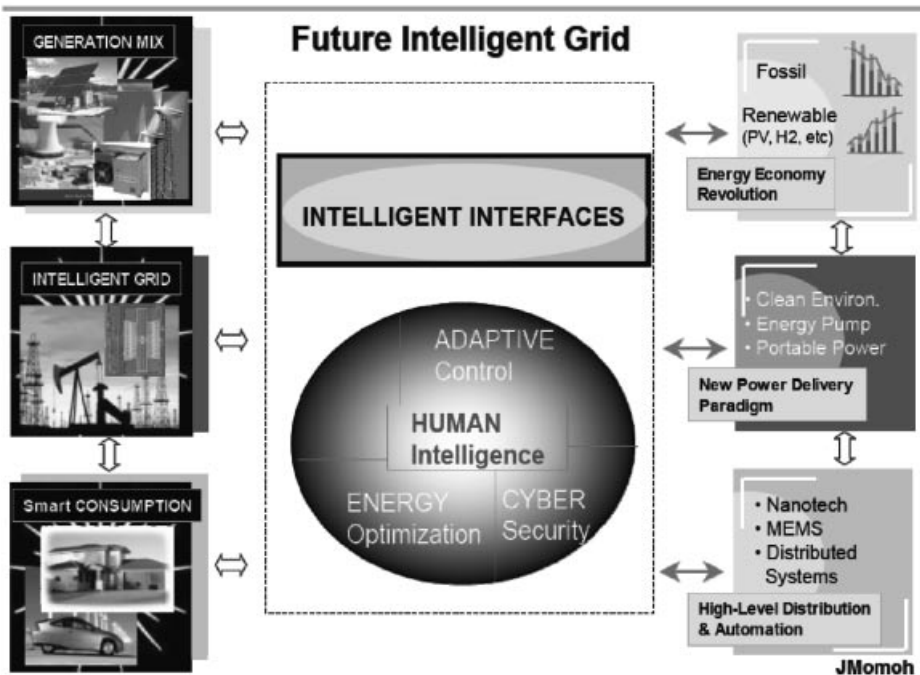 Future Intelligent Grid
GENERATION MIX
INTELLIGENT GRID
Smart CONSUMPTION
INTELLIGENT INTERFACES
ADAPTIVE
Control
HUMAN
Intelligence
ENERGY
Optimization
CYBER
Security
Fossil
Renewable
(PV, H2, etc)
Energy Economy
Revolution
• Clean Environ.
• Energy Pump
• Portable Power
New Power Delivery
Paradigm
• Nanotech
• MEMS
• Distributed
Systems
High-Level Distribution
& Automation
JMomoh